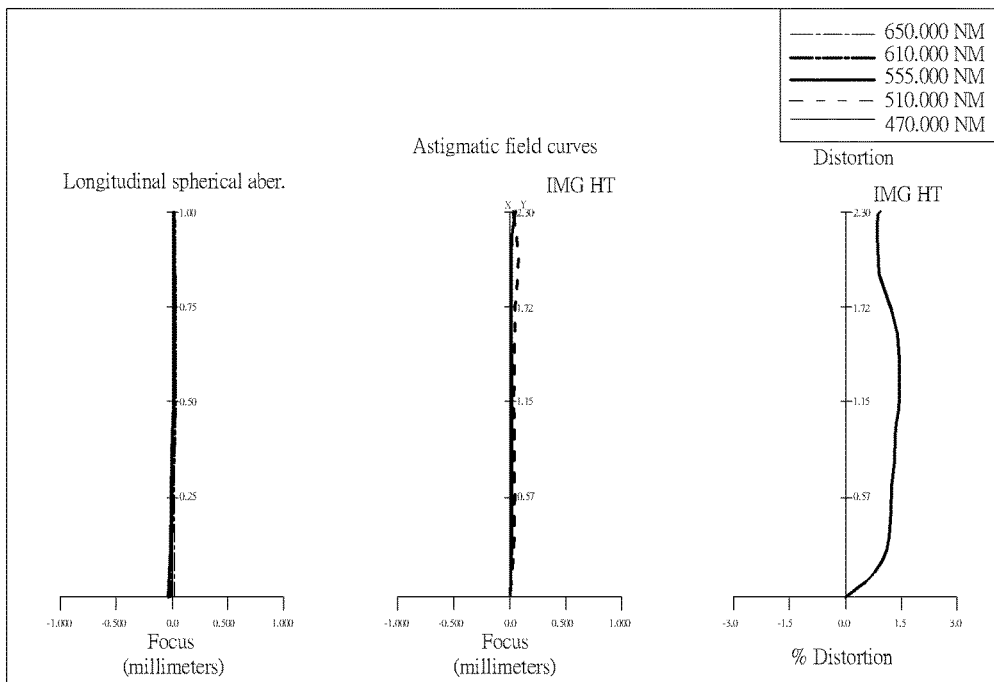 650.000 NM
610.000 NM
555.000 NM
510.000 NM
470.000 NM
Astigmatic field curves
Distortion
Longitudinal spherical aber.
IMG HT
IMG HT
1.00
0.75
0.50
0.25
-1.000 -0.500 0.0 0.500 1.000
Focus
(millimeters)
X Y
2.30
1.72
1.15
0.57
-1.000 -0.500 0.0 0.500 1.000
Focus
(millimeters)
2.30
1.72
1.15
0.57
-3.0 -1.5 0.0 1.5 3.0
% Distortion